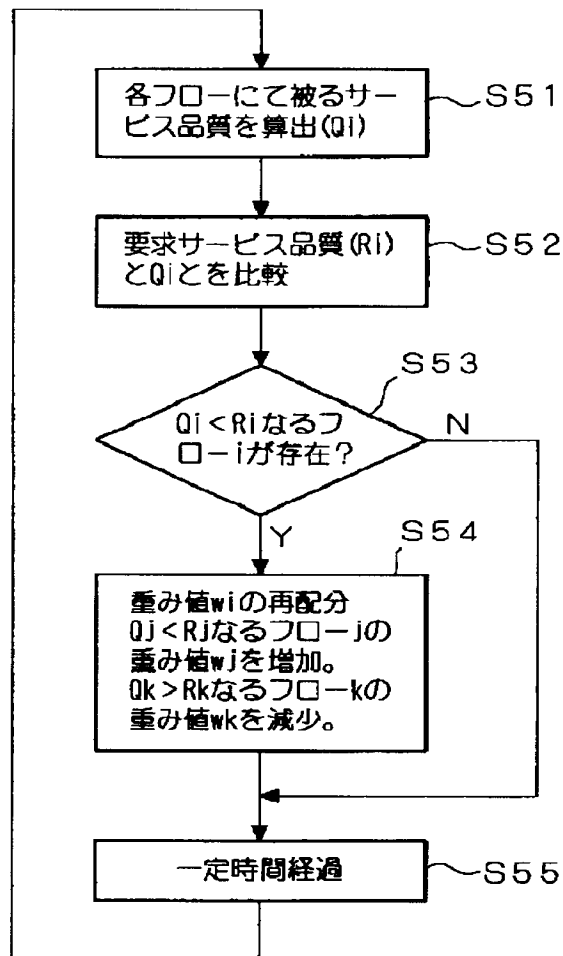 各フローにて被るサー
ビス品質を算出(Qi)
S51
要求サービス品質(Ri)
とQiとを比較
S52
S53
Qi<Riなるフ
ローiが存在？
N
Y
S54
重み値wiの再配分
Qj<Rjなるフローjの
重み値wjを増加。
Qk>Rkなるフローkの
重み値wkを減少。
一定時間経過
S55